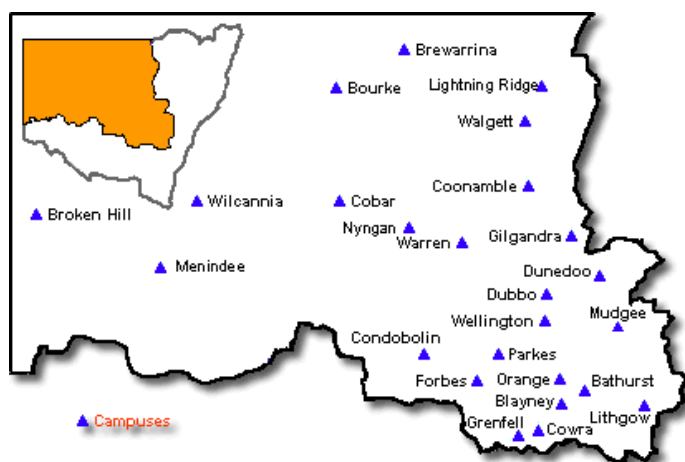 Brewarrina
Bourke
Lightning Ridge
Walgett
Coonamble
Wilcannia
Cobar
Broken Hill
Nyngan
Warren
Gilgandra
Menindee
Dunedoo
Dubbo
Mudgee
Wellington
Condobolin
Parkes
Forbes
Orange
Bathurst
Blayney
Lithgow
Grenfell
Cowra
Campuses